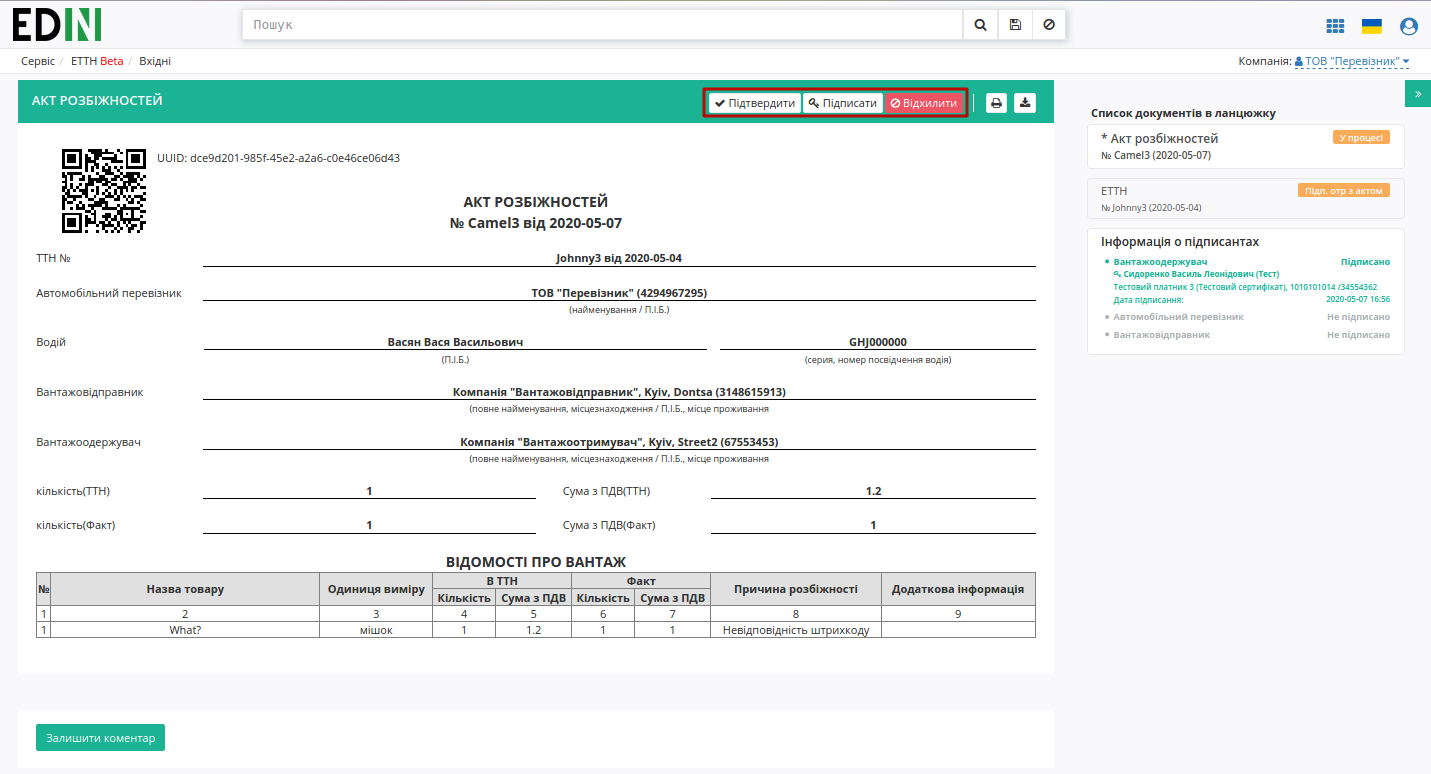 EDIN
Пошук
Сервіс / ЕТТН Beta / Вхідні
Компанія: ТОВ "Перевізник"
АКТ РОЗБІЖНОСТЕЙ
Підтвердити Підписати Відхилити
»
UUID: dce9d201-985f-45e2-a2a6-c0e46ce06d43
АКТ РОЗБІЖНОСТЕЙ
№ Camel3 від 2020-05-07
ТТН № Johnny3 від 2020-05-04
Автомобільний перевізник ТОВ "Перевізник" (4294967295)
(найменування / П.І.Б.)
Водій Васян Вася Васильович GHJ000000
(П.І.Б.) (серия, номер посвідчення водія)
Вантажовідправник Компанія "Вантажовідправник", Kyiv, Dontsa (3148615913)
(повне найменування, місцезнаходження / П.І.Б., місце проживання
Вантажоодержувач Компанія "Вантажоотримувач", Kyiv, Street2 (67553453)
(повне найменування, місцезнаходження / П.І.Б., місце проживання
кількість(ТТН) 1 Сума з ПДВ(ТТН) 1.2
кількість(Факт) 1 Сума з ПДВ(Факт) 1
ВІДОМОСТІ ПРО ВАНТАЖ
№ Назва товару Одиниця виміру В ТТН Факт Причина розбіжності Додаткова інформація
Кількість Сума з ПДВ Кількість Сума з ПДВ
1 2 3 4 5 6 7 8 9
1 What? мішок 1 1.2 1 1 Невідповідність штрихкоду
Залишити коментар
Список документів в ланцюжку
* Акт розбіжностей У процесі
№ Camel3 (2020-05-07)
ЕТТН Підп. отр з актом
№ Johnny3 (2020-05-04)
Інформація о підписантах
Вантажоодержувач Підписано
Сидоренко Василь Леонідович (Тест)
Тестовий платник 3 (Тестовий сертифікат), 1010101014 /34554362
Дата підписання: 2020-05-07 16:56
Автомобільний перевізник Не підписано
Вантажовідправник Не підписано